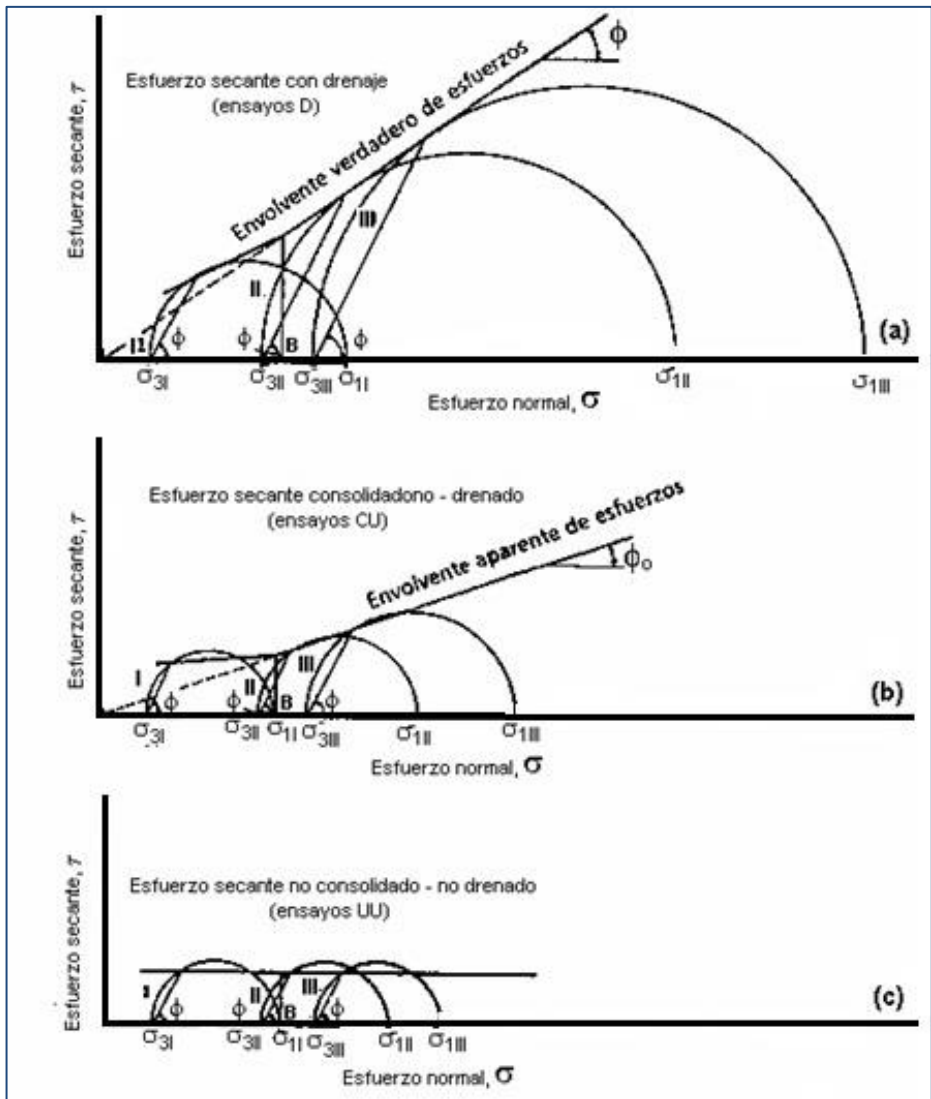 Esfuerzo secante, τ
Esfuerzo secante con drenaje
(ensayos D)
Envolvente verdadero de esfuerzos
ϕ
I
II
III
ϕ
ϕ
B
ϕ
(a)
σ3I
σ3II
σ3III
σ1I
σ1II
σ1III
Esfuerzo normal, σ
Esfuerzo secante, τ
Esfuerzo secante consolidadono - drenado
(ensayos CU)
Envolvente aparente de esfuerzos
ϕo
I
II
III
ϕ
ϕ
B
ϕ
(b)
σ3I
σ3II
σ1I
σ3III
σ1II
σ1III
Esfuerzo normal, σ
Esfuerzo secante, τ
Esfuerzo secante no consolidado - no drenado
(ensayos UU)
II
III
ϕ
ϕ
B
ϕ
(c)
σ3I
σ3II
σ1I
σ3III
σ1II
σ1III
Esfuerzo normal, σ